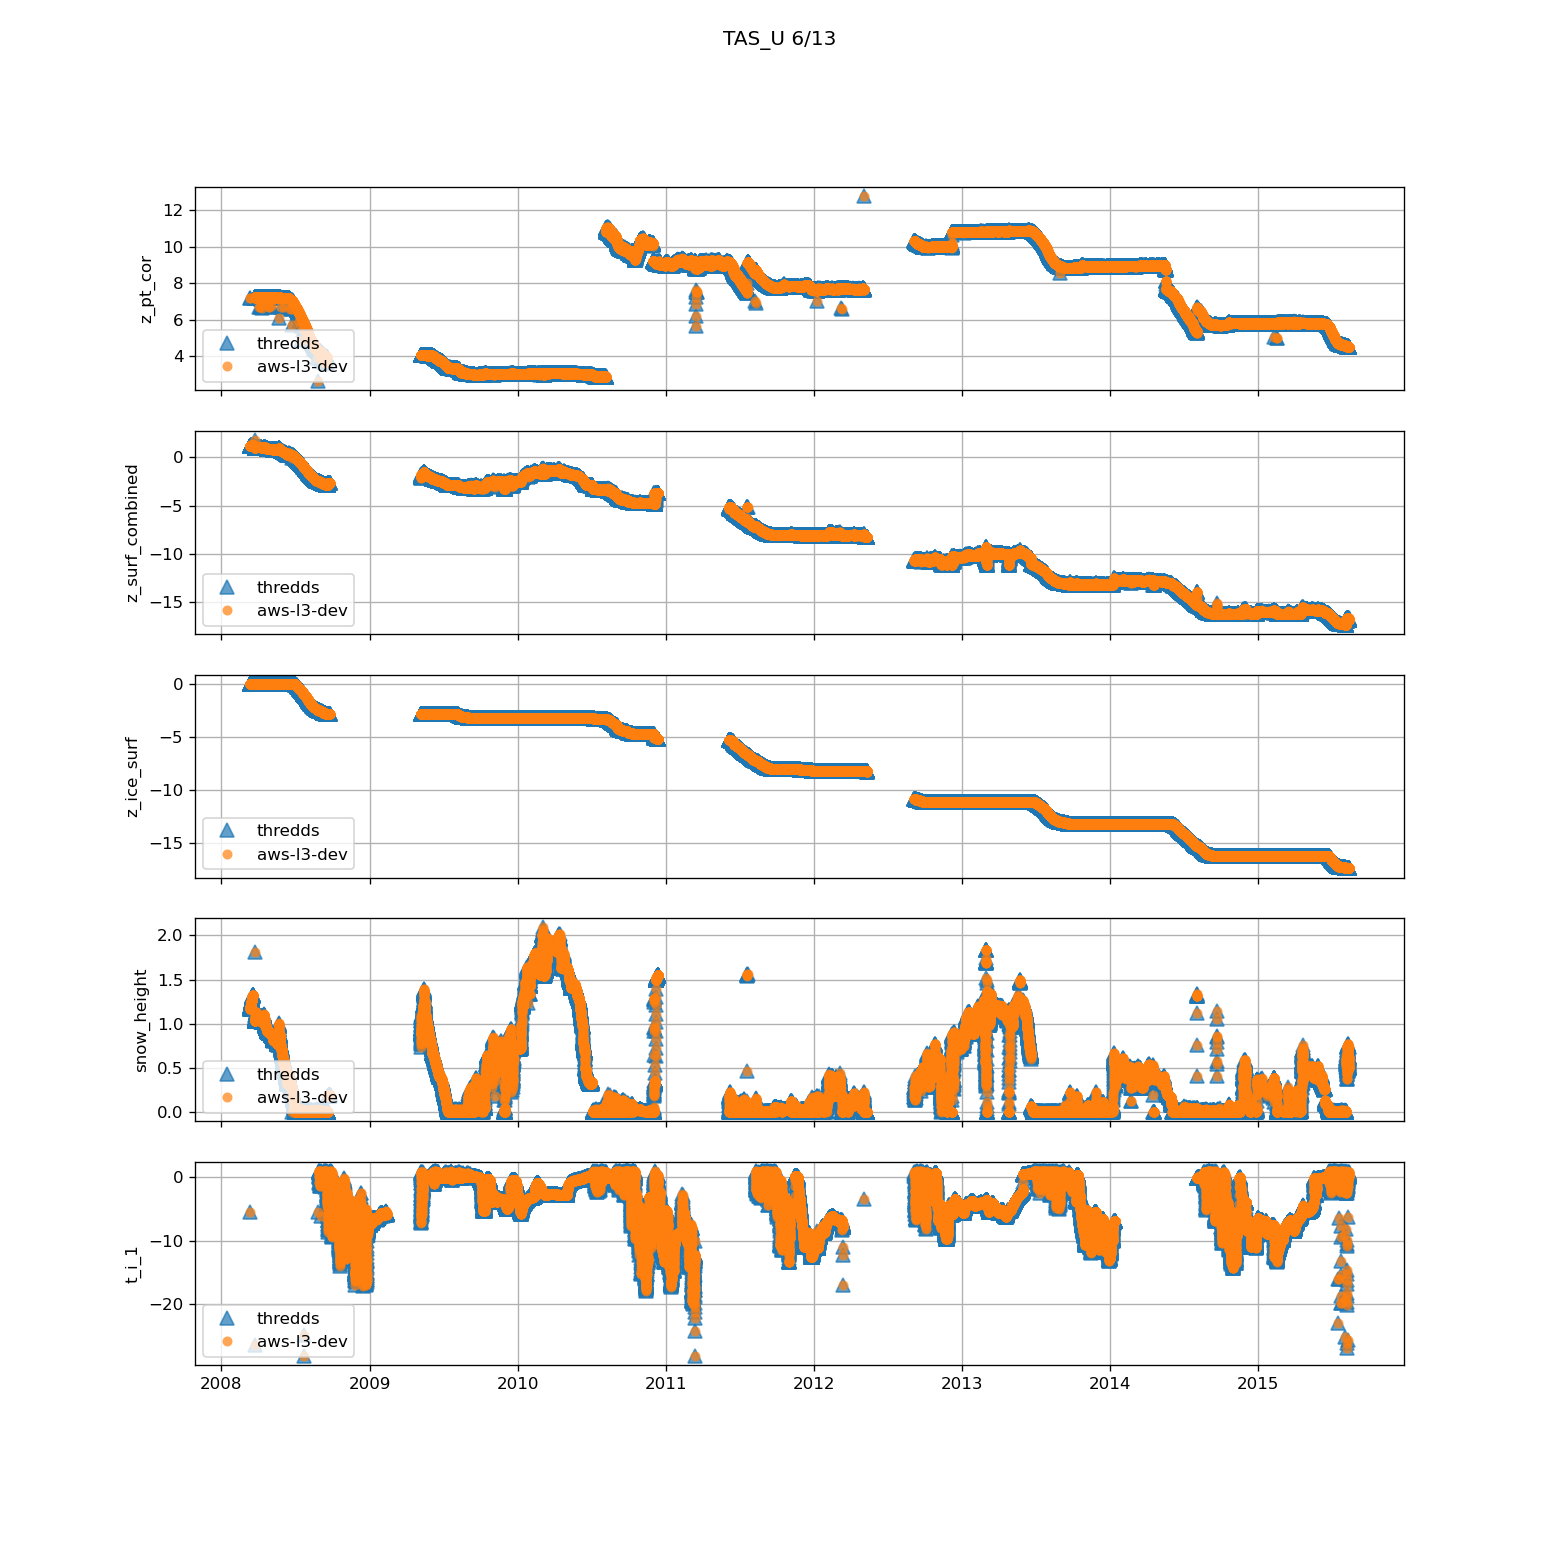 TAS_U 6/13
z_pt_cor
12
10
8
6
4
thredds
aws-l3-dev
z_surf_combined
0
−5
−10
−15
thredds
aws-l3-dev
z_ice_surf
0
−5
−10
−15
thredds
aws-l3-dev
snow_height
2.0
1.5
1.0
0.5
0.0
thredds
aws-l3-dev
t_i_1
0
−10
−20
thredds
aws-l3-dev
2008 2009 2010 2011 2012 2013 2014 2015